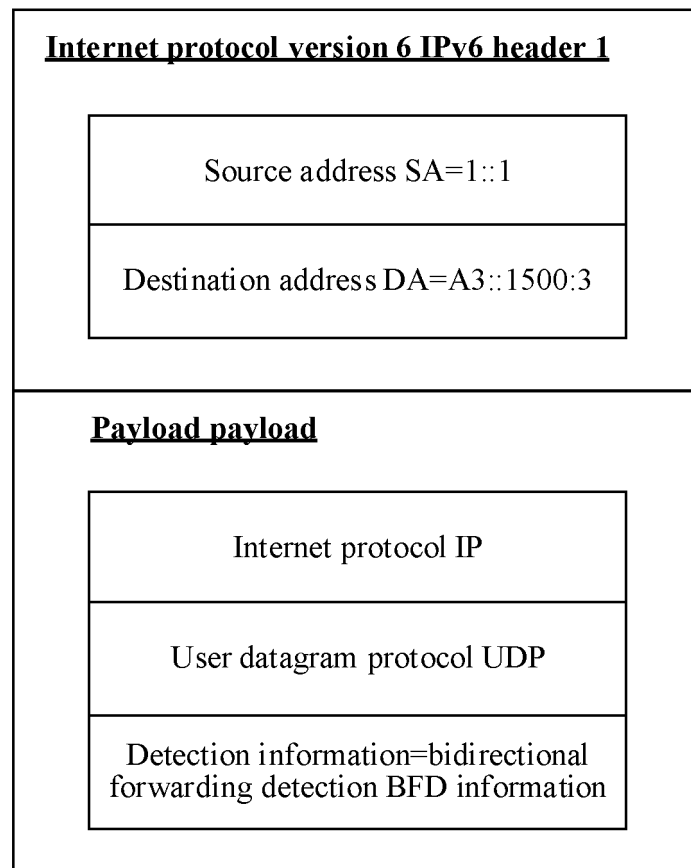 Internet protocol version 6 IPv6 header 1
Source address SA=1::1
Destination address DA=A3::1500:3
Payload payload
Internet protocol IP
User datagram protocol UDP
Detection information=bidirectional
forwarding detection BFD information